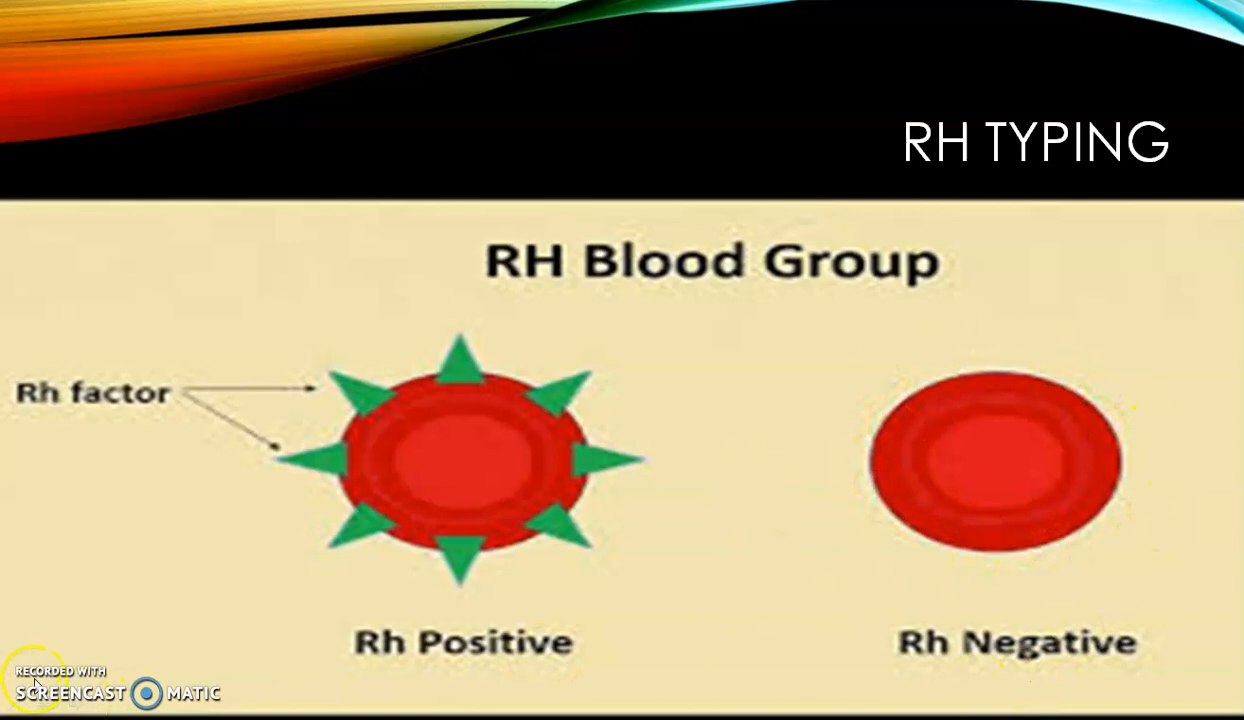 RH TYPING
RH Blood Group
Rh factor
Rh Positive
Rh Negative
RECORDED WITH
SCREENCAST MATIC